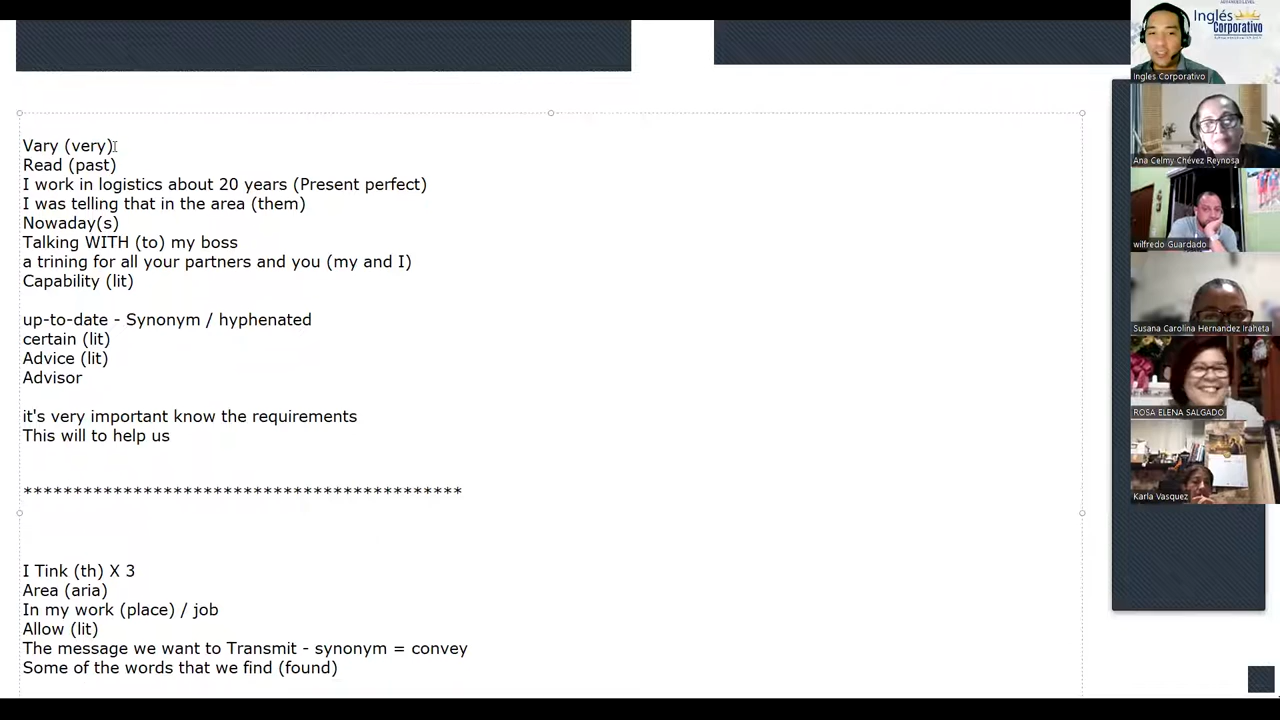 Vary (very)
Read (past)
I work in logistics about 20 years (Present perfect)
I was telling that in the area (them)
Nowaday(s)
Talking WITH (to) my boss
a trining for all your partners and you (my and I)
Capability (lit)
up-to-date - Synonym / hyphenated
certain (lit)
Advice (lit)
Advisor
it's very important know the requirements
This will to help us
********************************************
I Tink (th) X 3
Area (aria)
In my work (place) / job
Allow (lit)
The message we want to Transmit - synonym = convey
Some of the words that we find (found)
Inglés
Corporativo
Ingles Corporativo
Ana Celmy Chévez Reynosa
wilfredo Guardado
Susana Carolina Hernandez Iraheta
ROSA ELENA SALGADO
Karla Vasquez